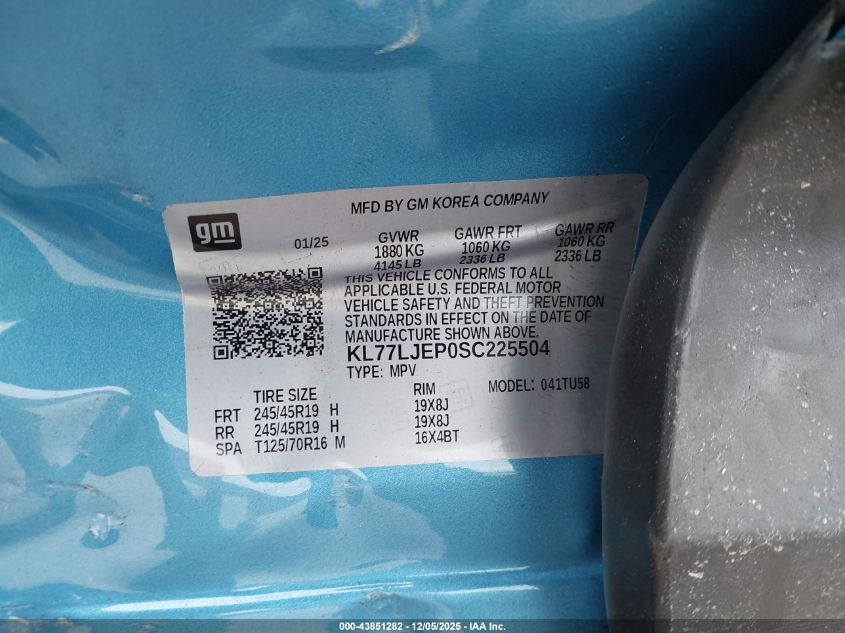 MFD BY GM KOREA COMPANY
gm
01/25 GVWR GAWR FRT GAWR RR
1880 KG 1060 KG 1060 KG
4145 LB 2336 LB 2336 LB
THIS VEHICLE CONFORMS TO ALL
APPLICABLE U.S. FEDERAL MOTOR
VEHICLE SAFETY AND THEFT PREVENTION
STANDARDS IN EFFECT ON THE DATE OF
MANUFACTURE SHOWN ABOVE.
KL77LJEP0SC225504
TYPE: MPV MODEL: 041TU58
TIRE SIZE RIM
FRT 245/45R19 H 19X8J
RR 245/45R19 H 19X8J
SPA T125/70R16 M 16X4BT
000-43851282 - 12/05/2025 - IAA Inc.